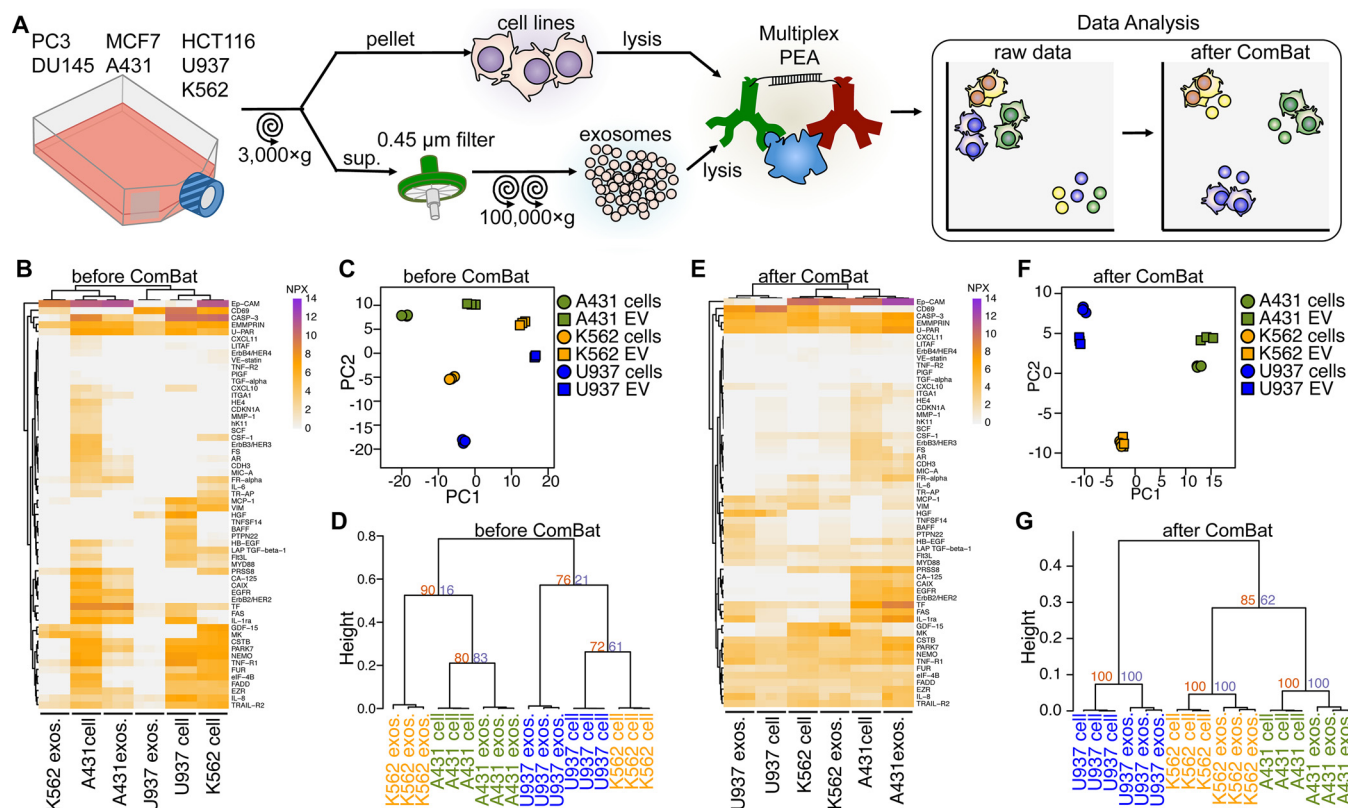 A
PC3 MCF7 HCT116
DU145 A431 U937
K562
3,000×g
pellet
sup.
cell lines
lysis
0.45 µm filter
100,000×g
exosomes
lysis
Multiplex
PEA
Data Analysis
raw data
after ComBat
B
before ComBat
NPX
14
12
10
8
6
4
2
0
Ep-CAM
CD69
CASP-3
EMMPRIN
U-PAR
CXCL11
LITAF
ErbB4/HER4
VE-statin
TNF-R2
PlGF
TGF-alpha
CXCL10
ITGA1
HE4
CDKN1A
MMP-1
hK11
SCF
CSF-1
ErbB3/HER3
FS
AR
CDH3
MIC-A
FR-alpha
IL-6
TR-AP
MCP-1
VIM
HGF
TNFSF14
BAFF
PTPN22
HB-EGF
LAP TGF-beta-1
Flt3L
MYD88
PRSS8
CA-125
CAIX
EGFR
ErbB2/HER2
TF
FAS
IL-1ra
GDF-15
MK
CSTB
PARK7
NEMO
TNF-R1
FUR
eIF-4B
FADD
EZR
IL-8
TRAIL-R2
K562 exos.
A431cell
A431exos.
J937 exos.
U937 cell
K562 cell
C
before ComBat
10
5
0
-5
-10
-15
-20
PC2
-20 -10 0 10 20
PC1
A431 cells
A431 EV
K562 cells
K562 EV
U937 cells
U937 EV
D
before ComBat
0.8
0.6
0.4
0.2
0.0
Height
90 16
76 21
80 83
72 61
K562 exos.
K562 exos.
K562 exos.
A431 cell
A431 cell
A431 cell
A431 exos.
A431 exos.
A431 exos.
U937 exos.
U937 exos.
U937 exos.
U937 cell
U937 cell
U937 cell
K562 cell
K562 cell
K562 cell
E
after ComBat
NPX
14
12
10
8
6
4
2
0
Ep-CAM
CD69
CASP-3
EMMPRIN
U-PAR
CXCL11
LITAF
ErbB4/HER4
VE-statin
TNF-R2
PlGF
TGF-alpha
CXCL10
ITGA1
HE4
CDKN1A
MMP-1
hK11
SCF
CSF-1
ErbB3/HER3
FS
AR
CDH3
MIC-A
FR-alpha
IL-6
TR-AP
MCP-1
VIM
HGF
TNFSF14
BAFF
PTPN22
HB-EGF
LAP TGF-beta-1
Flt3L
MYD88
PRSS8
CA-125
CAIX
EGFR
ErbB2/HER2
TF
FAS
IL-1ra
GDF-15
MK
CSTB
PARK7
NEMO
TNF-R1
FUR
eIF-4B
FADD
EZR
IL-8
TRAIL-R2
U937 exos.
U937 cell
K562 cell
K562 exos.
A431cell
A431exos.
F
after ComBat
10
5
0
-5
-10
PC2
-10 -5 0 5 10 15
PC1
A431 cells
A431 EV
K562 cells
K562 EV
U937 cells
U937 EV
G
after ComBat
0.4
0.3
0.2
0.1
0.0
Height
85 62
100 100
100 100
100 100
U937 cell
U937 cell
U937 cell
U937 exos.
U937 exos.
U937 exos.
K562 cell
K562 cell
K562 cell
K562 exos.
K562 exos.
K562 exos.
A431 cell
A431 cell
A431 cell
A431 exos.
A431 exos.
A431 exos.